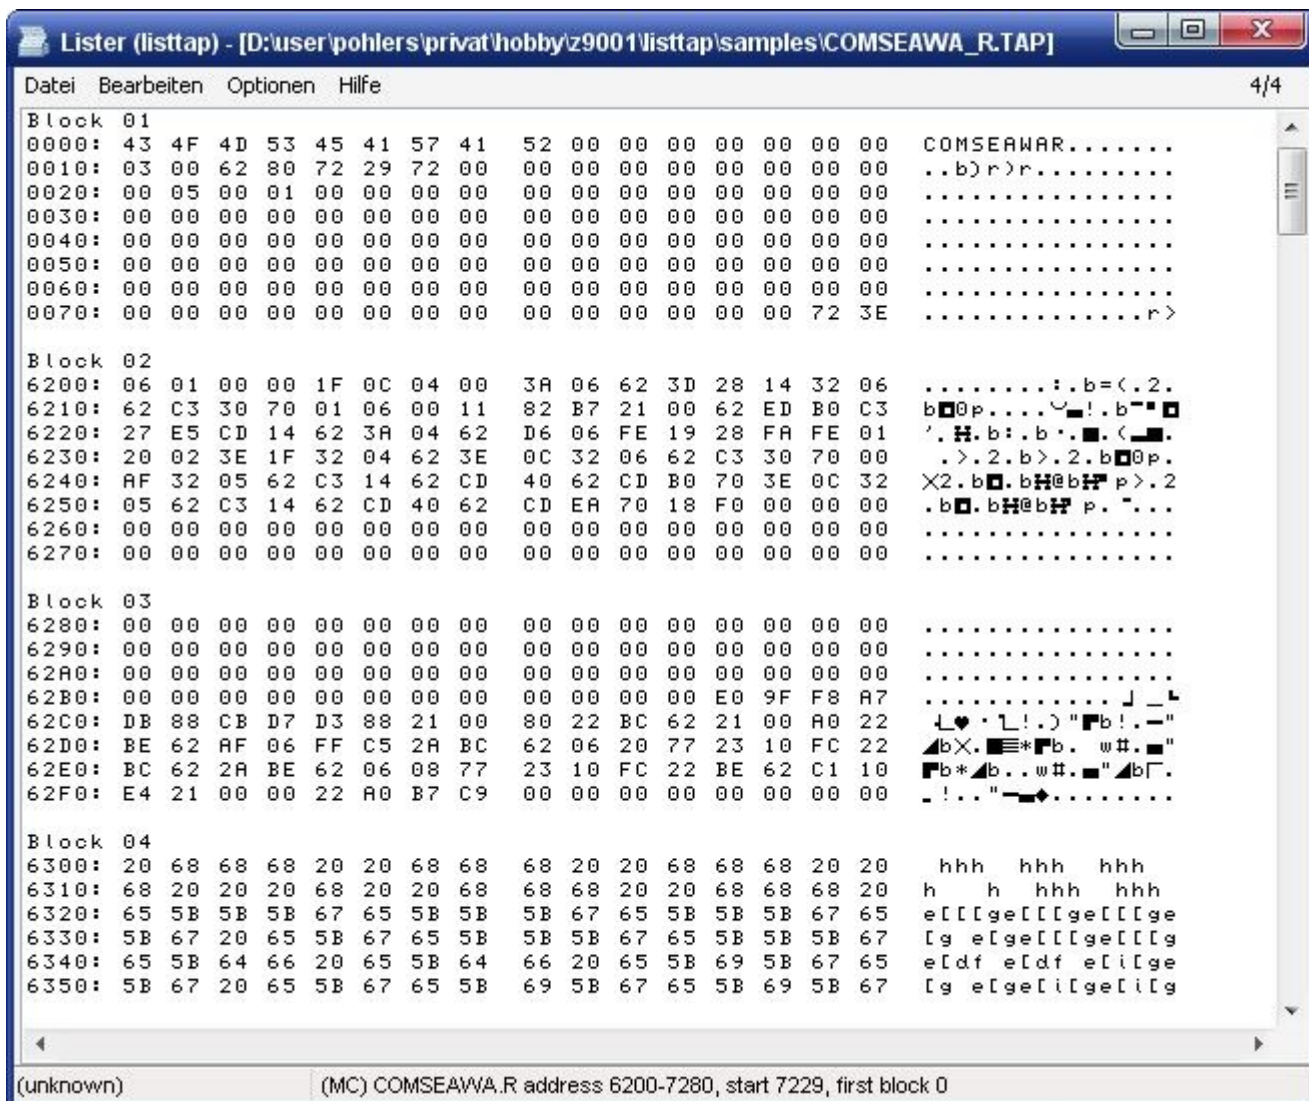 Lister (listtap) - [D:\user\pohlers\privat\hobby\z9001\listtap\samples\COMSEAWA_R.TAP]
Datei Bearbeiten Optionen Hilfe 4/4
Block 01
0000: 43 4F 4D 53 45 41 57 41 52 00 00 00 00 00 00 00 COMSEAWAR.......
0010: 03 00 62 80 72 29 72 00 00 00 00 00 00 00 00 00 ..b)r)r.........
0020: 00 05 00 01 00 00 00 00 00 00 00 00 00 00 00 00 ................
0030: 00 00 00 00 00 00 00 00 00 00 00 00 00 00 00 00 ................
0040: 00 00 00 00 00 00 00 00 00 00 00 00 00 00 00 00 ................
0050: 00 00 00 00 00 00 00 00 00 00 00 00 00 00 00 00 ................
0060: 00 00 00 00 00 00 00 00 00 00 00 00 00 00 00 00 ................
0070: 00 00 00 00 00 00 00 00 00 00 00 00 00 00 72 3E ..............r>
Block 02
6200: 06 01 00 00 1F 0C 04 00 3A 06 62 3D 28 14 32 06 ........:.b=(.2.
6210: 62 C3 30 70 01 06 00 11 82 B7 21 00 62 ED B0 C3
6220: 27 E5 CD 14 62 3A 04 62 D6 06 FE 19 28 FA FE 01
6230: 20 02 3E 1F 32 04 62 3E 0C 32 06 62 C3 30 70 00
6240: AF 32 05 62 C3 14 62 CD 40 62 CD B0 70 3E 0C 32
6250: 05 62 C3 14 62 CD 40 62 CD EA 70 18 F0 00 00 00
6260: 00 00 00 00 00 00 00 00 00 00 00 00 00 00 00 00 ................
6270: 00 00 00 00 00 00 00 00 00 00 00 00 00 00 00 00 ................
Block 03
6280: 00 00 00 00 00 00 00 00 00 00 00 00 00 00 00 00 ................
6290: 00 00 00 00 00 00 00 00 00 00 00 00 00 00 00 00 ................
62A0: 00 00 00 00 00 00 00 00 00 00 00 00 00 00 00 00 ................
62B0: 00 00 00 00 00 00 00 00 00 00 00 00 E0 9F F8 A7
62C0: DB 88 CB D7 D3 88 21 00 80 22 BC 62 21 00 A0 22
62D0: BE 62 AF 06 FF C5 2A BC 62 06 20 77 23 10 FC 22
62E0: BC 62 2A BE 62 06 08 77 23 10 FC 22 BE 62 C1 10
62F0: E4 21 00 00 22 A0 B7 C9 00 00 00 00 00 00 00 00
Block 04
6300: 20 68 68 68 20 20 68 68 68 20 20 68 68 68 20 20 hhh  hhh  hhh
6310: 68 20 20 20 68 20 20 68 68 68 20 20 68 68 68 20 h   h  hhh  hhh
6320: 65 5B 5B 5B 67 65 5B 5B 5B 67 65 5B 5B 5B 67 65 e[[[ge[[[ge[[[ge
6330: 5B 67 20 65 5B 67 65 5B 5B 5B 67 65 5B 5B 5B 67 [g e[ge[[[ge[[[g
6340: 65 5B 64 66 20 65 5B 64 66 20 65 5B 69 5B 67 65 e[df e[df e[i[ge
6350: 5B 67 20 65 5B 67 65 5B 69 5B 67 65 5B 69 5B 67 [g e[ge[i[ge[i[g
(unknown) (MC) COMSEAWA.R address 6200-7280, start 7229, first block 0